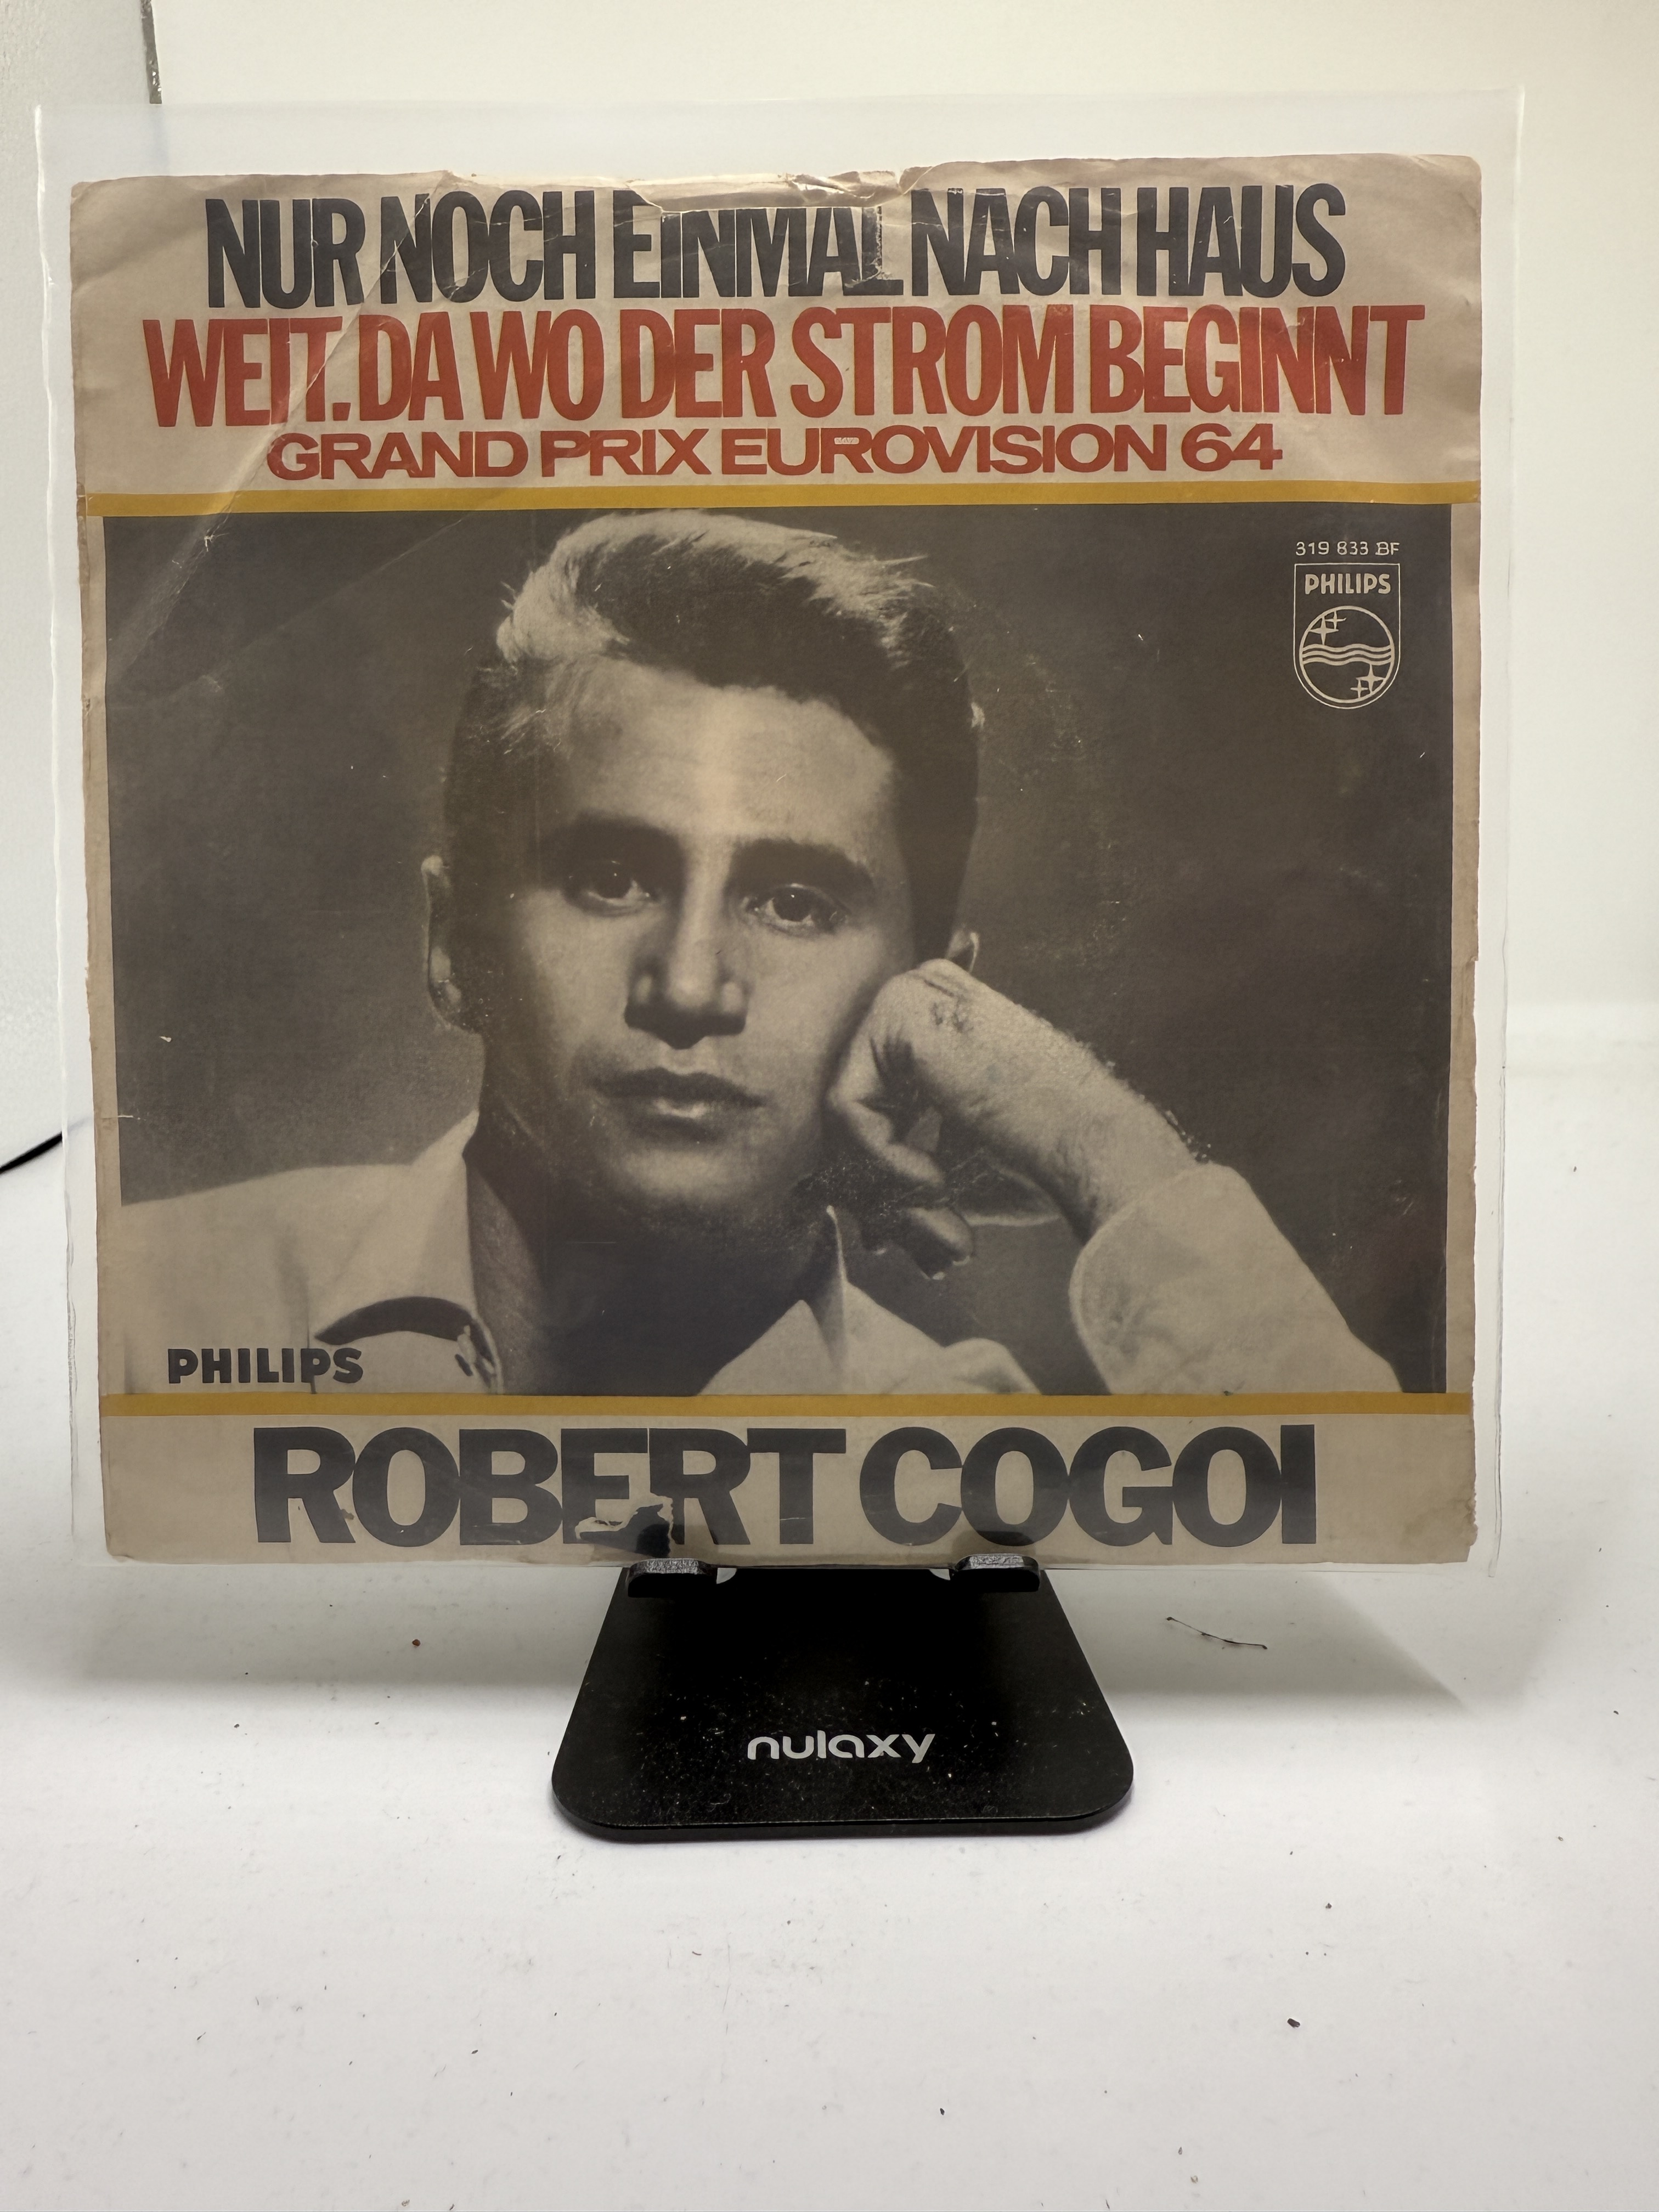 NUR NOCH EINMAL NACH HAUS
WEIT. DA WO DER STROM BEGINNT
GRAND PRIX EUROVISION 64
319 833 BF
PHILIPS
PHILIPS
ROBERT COGOI
nulaxy